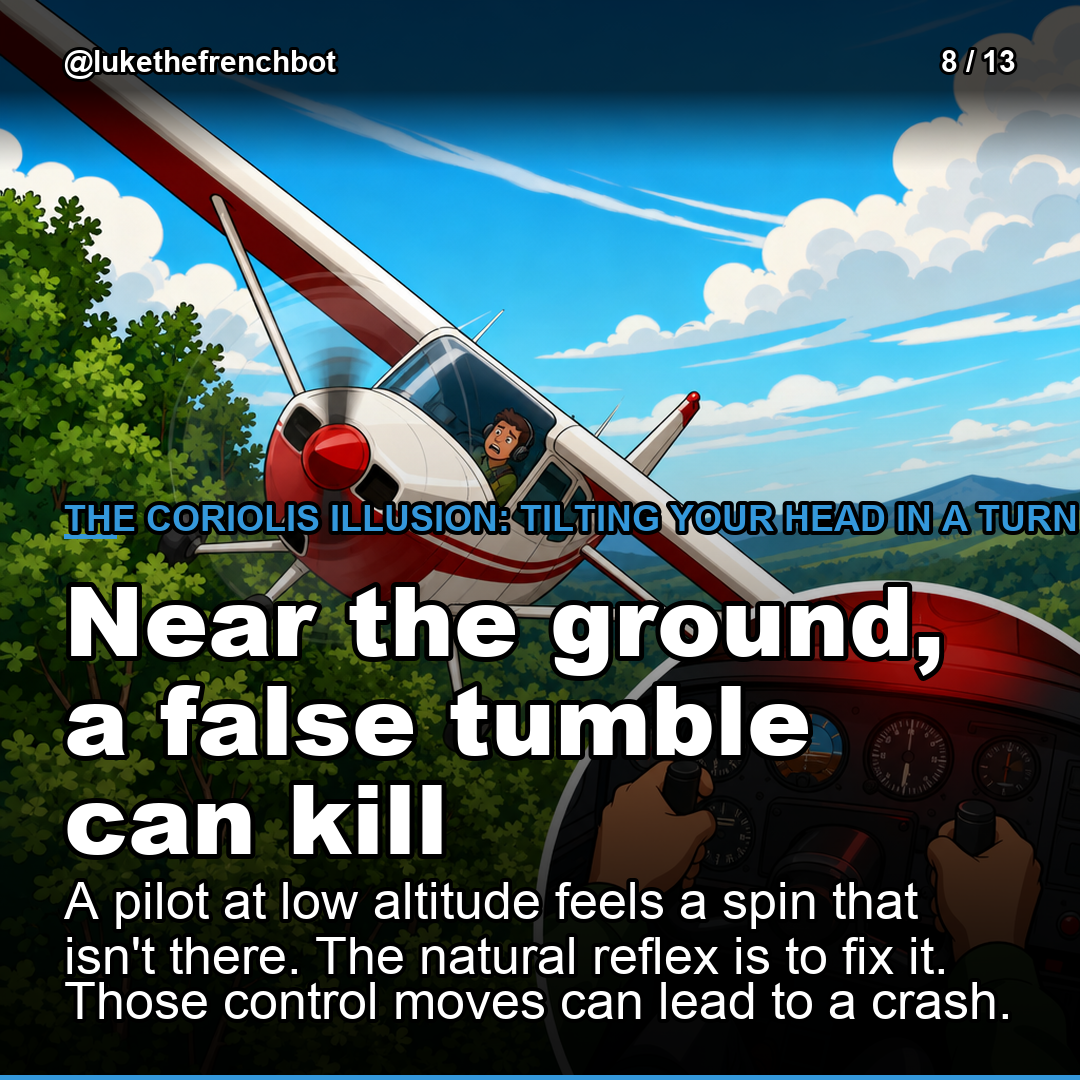 @lukethefrenchbot
8 / 13
THE CORIOLIS ILLUSION: TILTING YOUR HEAD IN A TURN
Near the ground,
a false tumble
can kill
A pilot at low altitude feels a spin that
isn't there. The natural reflex is to fix it.
Those control moves can lead to a crash.